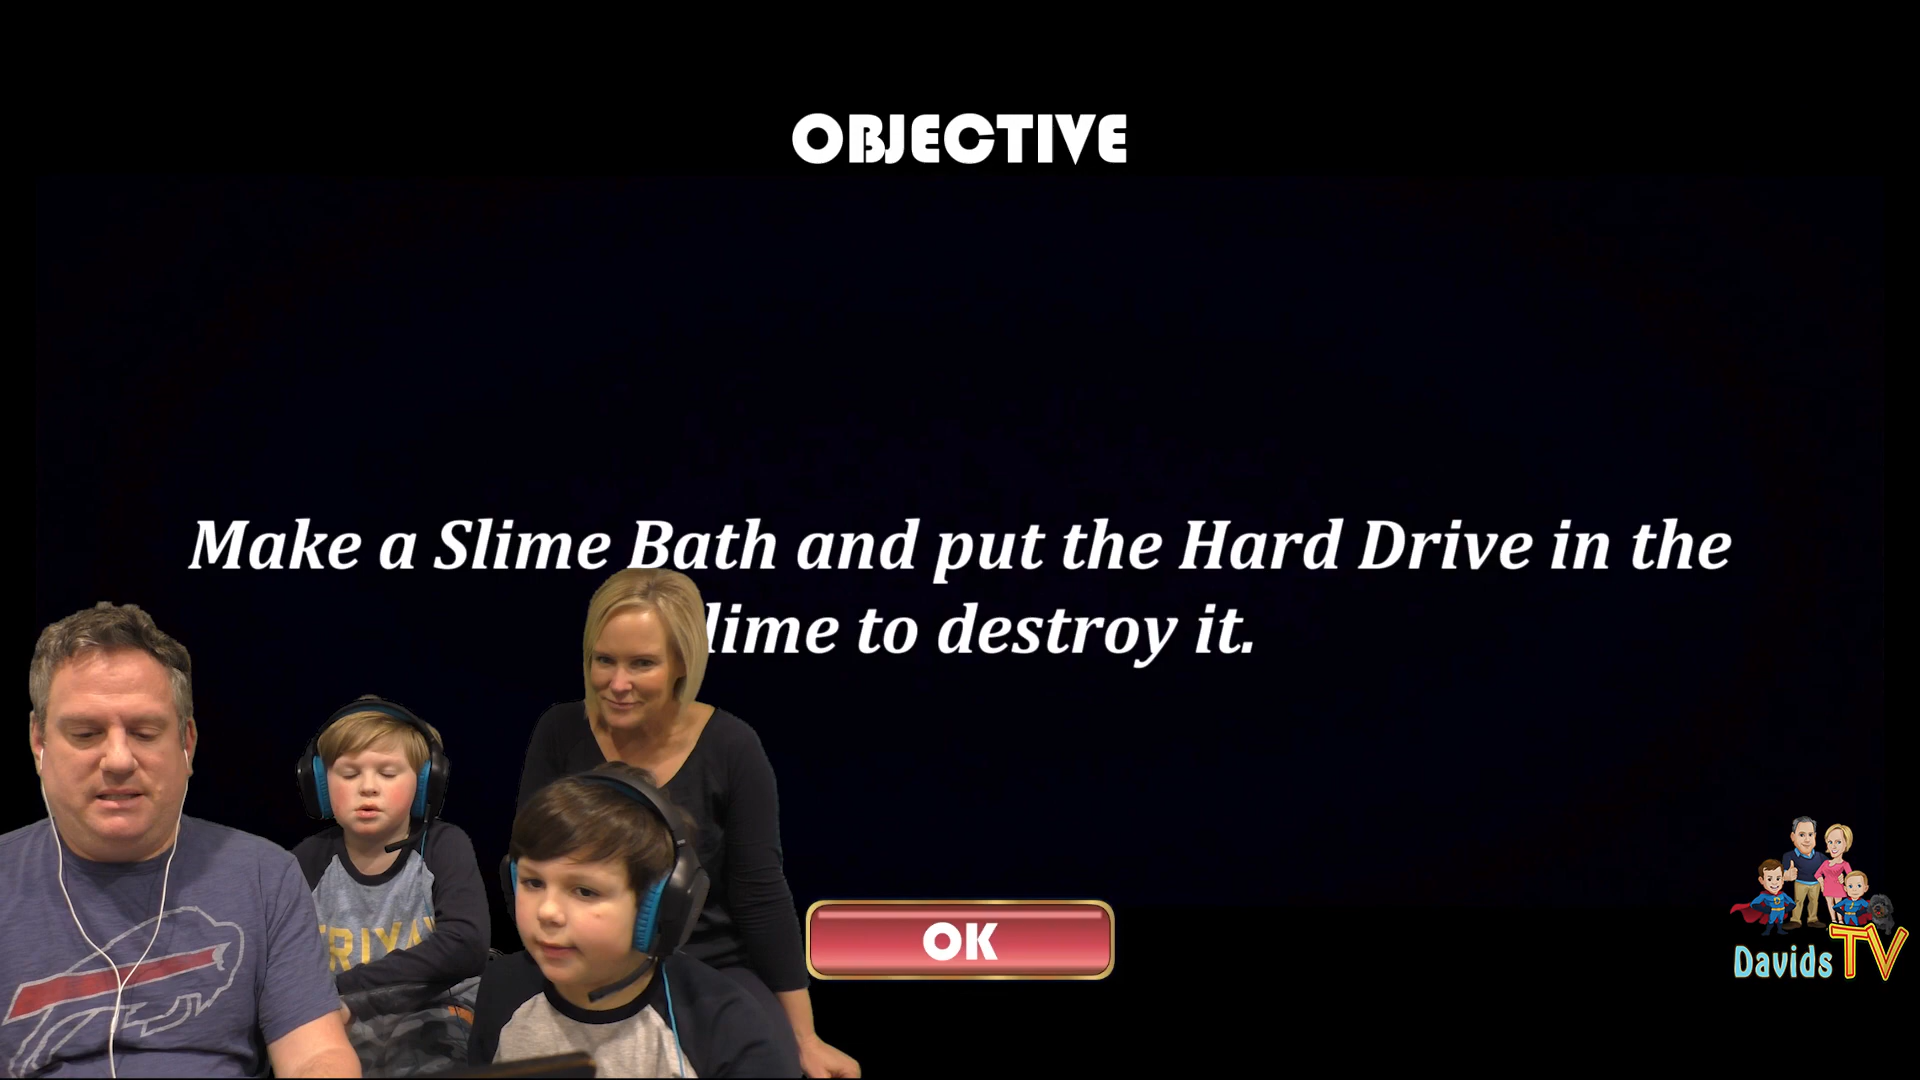 OBJECTIVE
Make a Slime Bath and put the Hard Drive in the
lime to destroy it.
OK
Davids TV